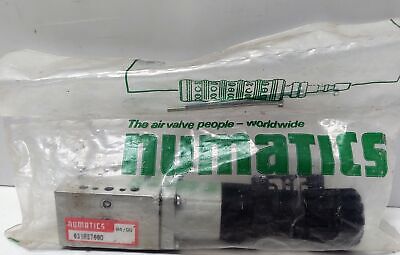 The air valve people – worldwide
numatics
numatics